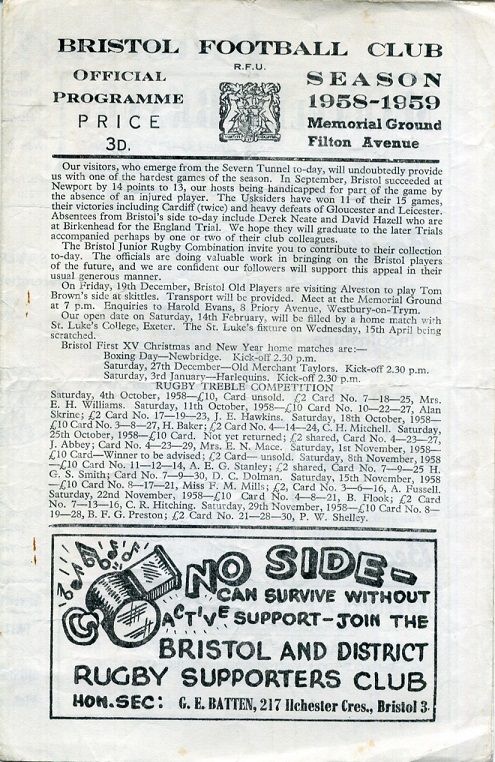 BRISTOL FOOTBALL CLUB
R.F.U.
OFFICIAL
PROGRAMME
PRICE
3D.
SEASON
1958-1959
Memorial Ground
Filton Avenue
Our visitors, who emerge from the Severn Tunnel to-day, will undoubtedly provide
us with one of the hardest games of the season. In September, Bristol succeeded at
Newport by 14 points to 13, our hosts being handicapped for part of the game by
the absence of an injured player. The Usksiders have won 11 of their 15 games,
their victories including Cardiff (twice) and heavy defeats of Gloucester and Leicester.
Absentees from Bristol's side to-day include Derek Neate and David Hazell who are
at Birkenhead for the England Trial. We hope they will graduate to the later Trials
accompanied perhaps by one or two of their club colleagues.
The Bristol Junior Rugby Combination invite you to contribute to their collection
to-day. The officials are doing valuable work in bringing on the Bristol players
of the future, and we are confident our followers will support this appeal in their
usual generous manner.
On Friday, 19th December, Bristol Old Players are visiting Alveston to play Tom
Brown's side at skittles. Transport will be provided. Meet at the Memorial Ground
at 7 p.m. Enquiries to Harold Evans, 8 Priory Avenue, Westbury-on-Trym.
Our open date on Saturday, 14th February, will be filled by a home match with
St. Luke's College, Exeter. The St. Luke's fixture on Wednesday, 15th April being
scratched.
Bristol First XV Christmas and New Year home matches are:—
Boxing Day—Newbridge. Kick-off 2.30 p.m.
Saturday, 27th December—Old Merchant Taylors. Kick-off 2.30 p.m.
Saturday, 3rd January—Harlequins. Kick-off 2.30 p.m.
RUGBY TREBLE COMPETITION
Saturday, 4th October, 1958—£10, Card unsold. £2 Card No. 7—18—25, Mrs.
E. H. Williams. Saturday, 11th October, 1958—£10 Card No. 10—22—27, Alan
Skrine; £2 Card No. 17—19—23, J. E. Hawkins. Saturday, 18th October, 1958—
£10 Card No. 3—8—27, H. Baker; £2 Card No. 4—14—24, C. H. Mitchell. Saturday,
25th October, 1958—£10 Card. Not yet returned; £2 shared, Card No. 4—23—27,
J. Abbey; Card No. 4—23—29, Mrs. E. N. Mace. Saturday, 1st November, 1958—
£10 Card—Winner to be advised; £2 Card—unsold. Saturday, 8th November, 1958
—£10 Card No. 11—12—14, A. E. G. Stanley; £2 shared, Card No. 7—9—25 H.
G. S. Smith; Card No. 7—9—30, D. C. Dolman. Saturday, 15th November, 1958
—£10 Card No. 8—17—21, Miss F. M. Mills; £2, Card No. 3—6—16, A. Fussell.
Saturday, 22nd November, 1958—£10 Card No. 4—8—21, B. Flook; £2 Card
No. 7—13—16, C. R. Hitching. Saturday, 29th November, 1958—£10 Card No. 8—
19—28, B. F. G. Preston; £2 Card No. 21—28—30, P. W. Shelley.
NO SIDE-
CAN SURVIVE WITHOUT
ACTIVE SUPPORT-JOIN THE
BRISTOL AND DISTRICT
RUGBY SUPPORTERS CLUB
HON. SEC: G. E. BATTEN, 217 Ilchester Cres., Bristol 3